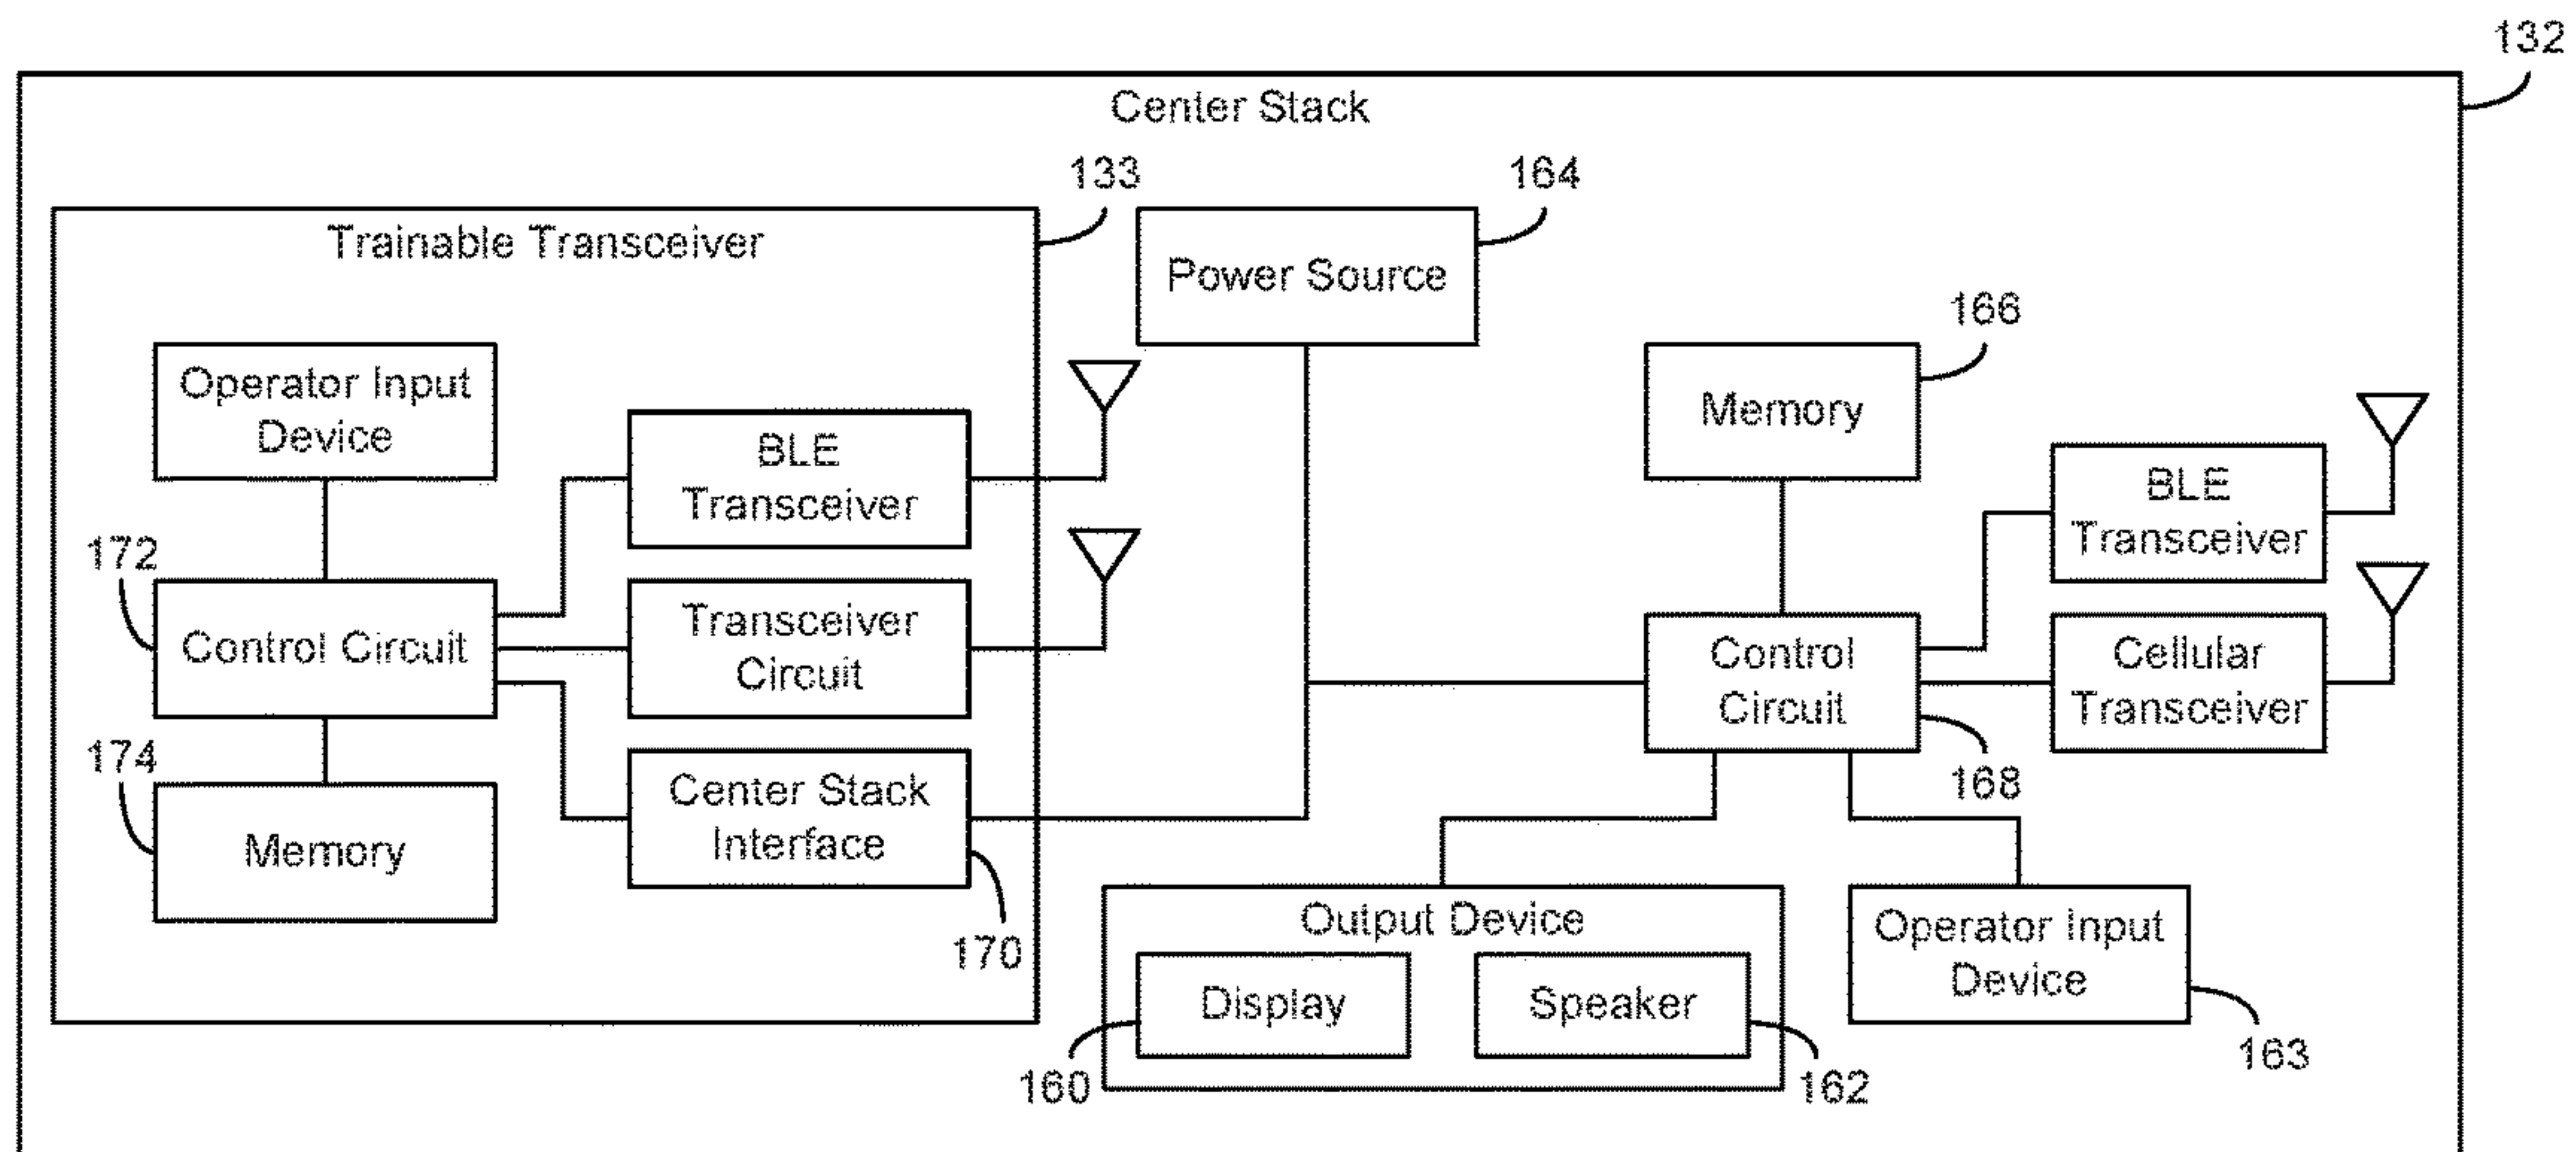 132
Center Stack
133
164
Trainable Transceiver
Power Source
166
Operator Input
Device
BLE
Transceiver
Memory
BLE
Transceiver
172
Control Circuit
Transceiver
Circuit
Control
Circuit
Cellular
Transceiver
168
174
Memory
Center Stack
Interface
170
Output Device
Display
Speaker
160
162
Operator Input
Device
163